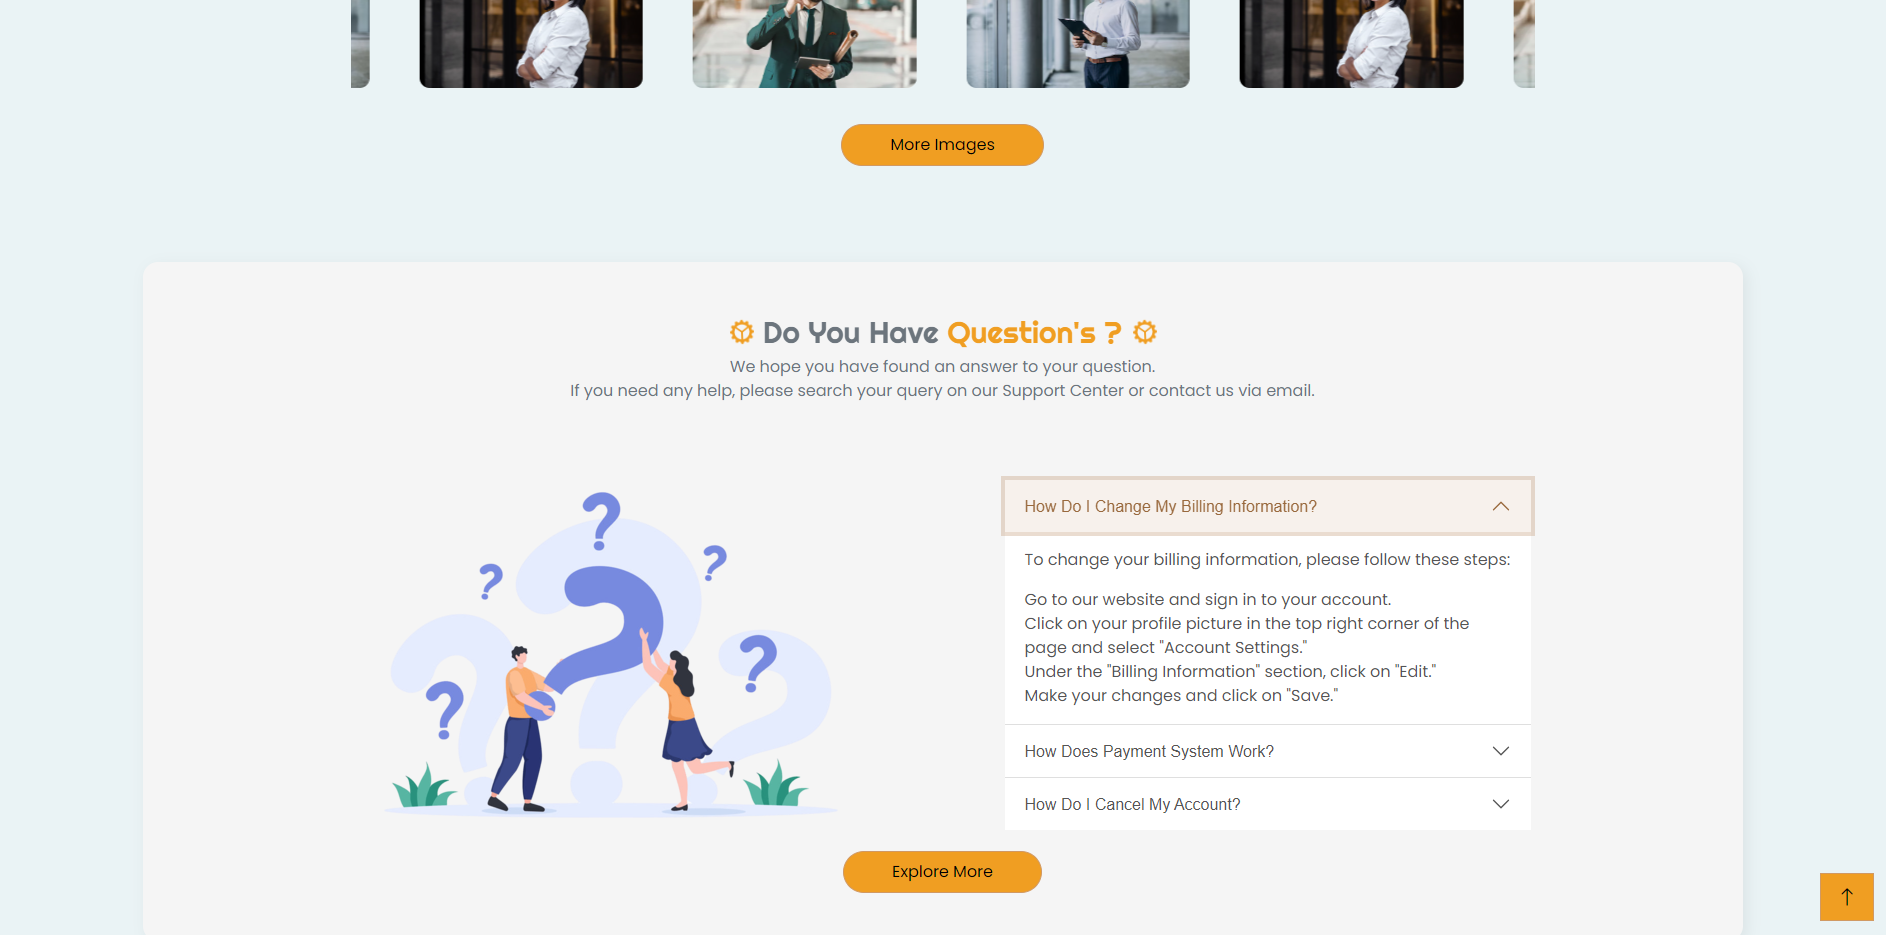 More Images
Do You Have Question's ?
We hope you have found an answer to your question.
If you need any help, please search your query on our Support Center or contact us via email.
How Do I Change My Billing Information?
To change your billing information, please follow these steps:
Go to our website and sign in to your account.
Click on your profile picture in the top right corner of the
page and select "Account Settings."
Under the "Billing Information" section, click on "Edit."
Make your changes and click on "Save."
How Does Payment System Work?
How Do I Cancel My Account?
Explore More